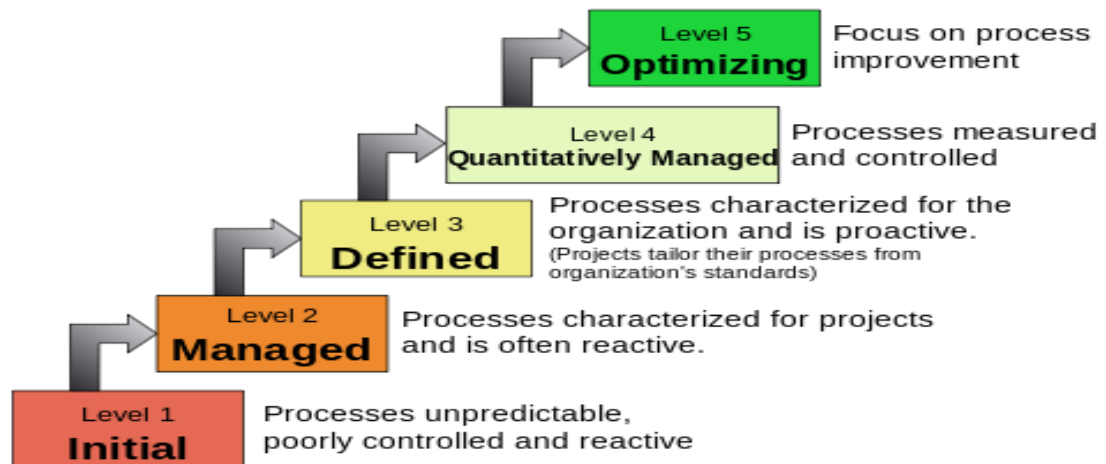 Level 5
Optimizing
Focus on process
improvement
Level 4
Quantitatively Managed
Processes measured
and controlled
Level 3
Defined
Processes characterized for the
organization and is proactive.
(Projects tailor their processes from
organization's standards)
Level 2
Managed
Processes characterized for projects
and is often reactive.
Level 1
Initial
Processes unpredictable,
poorly controlled and reactive